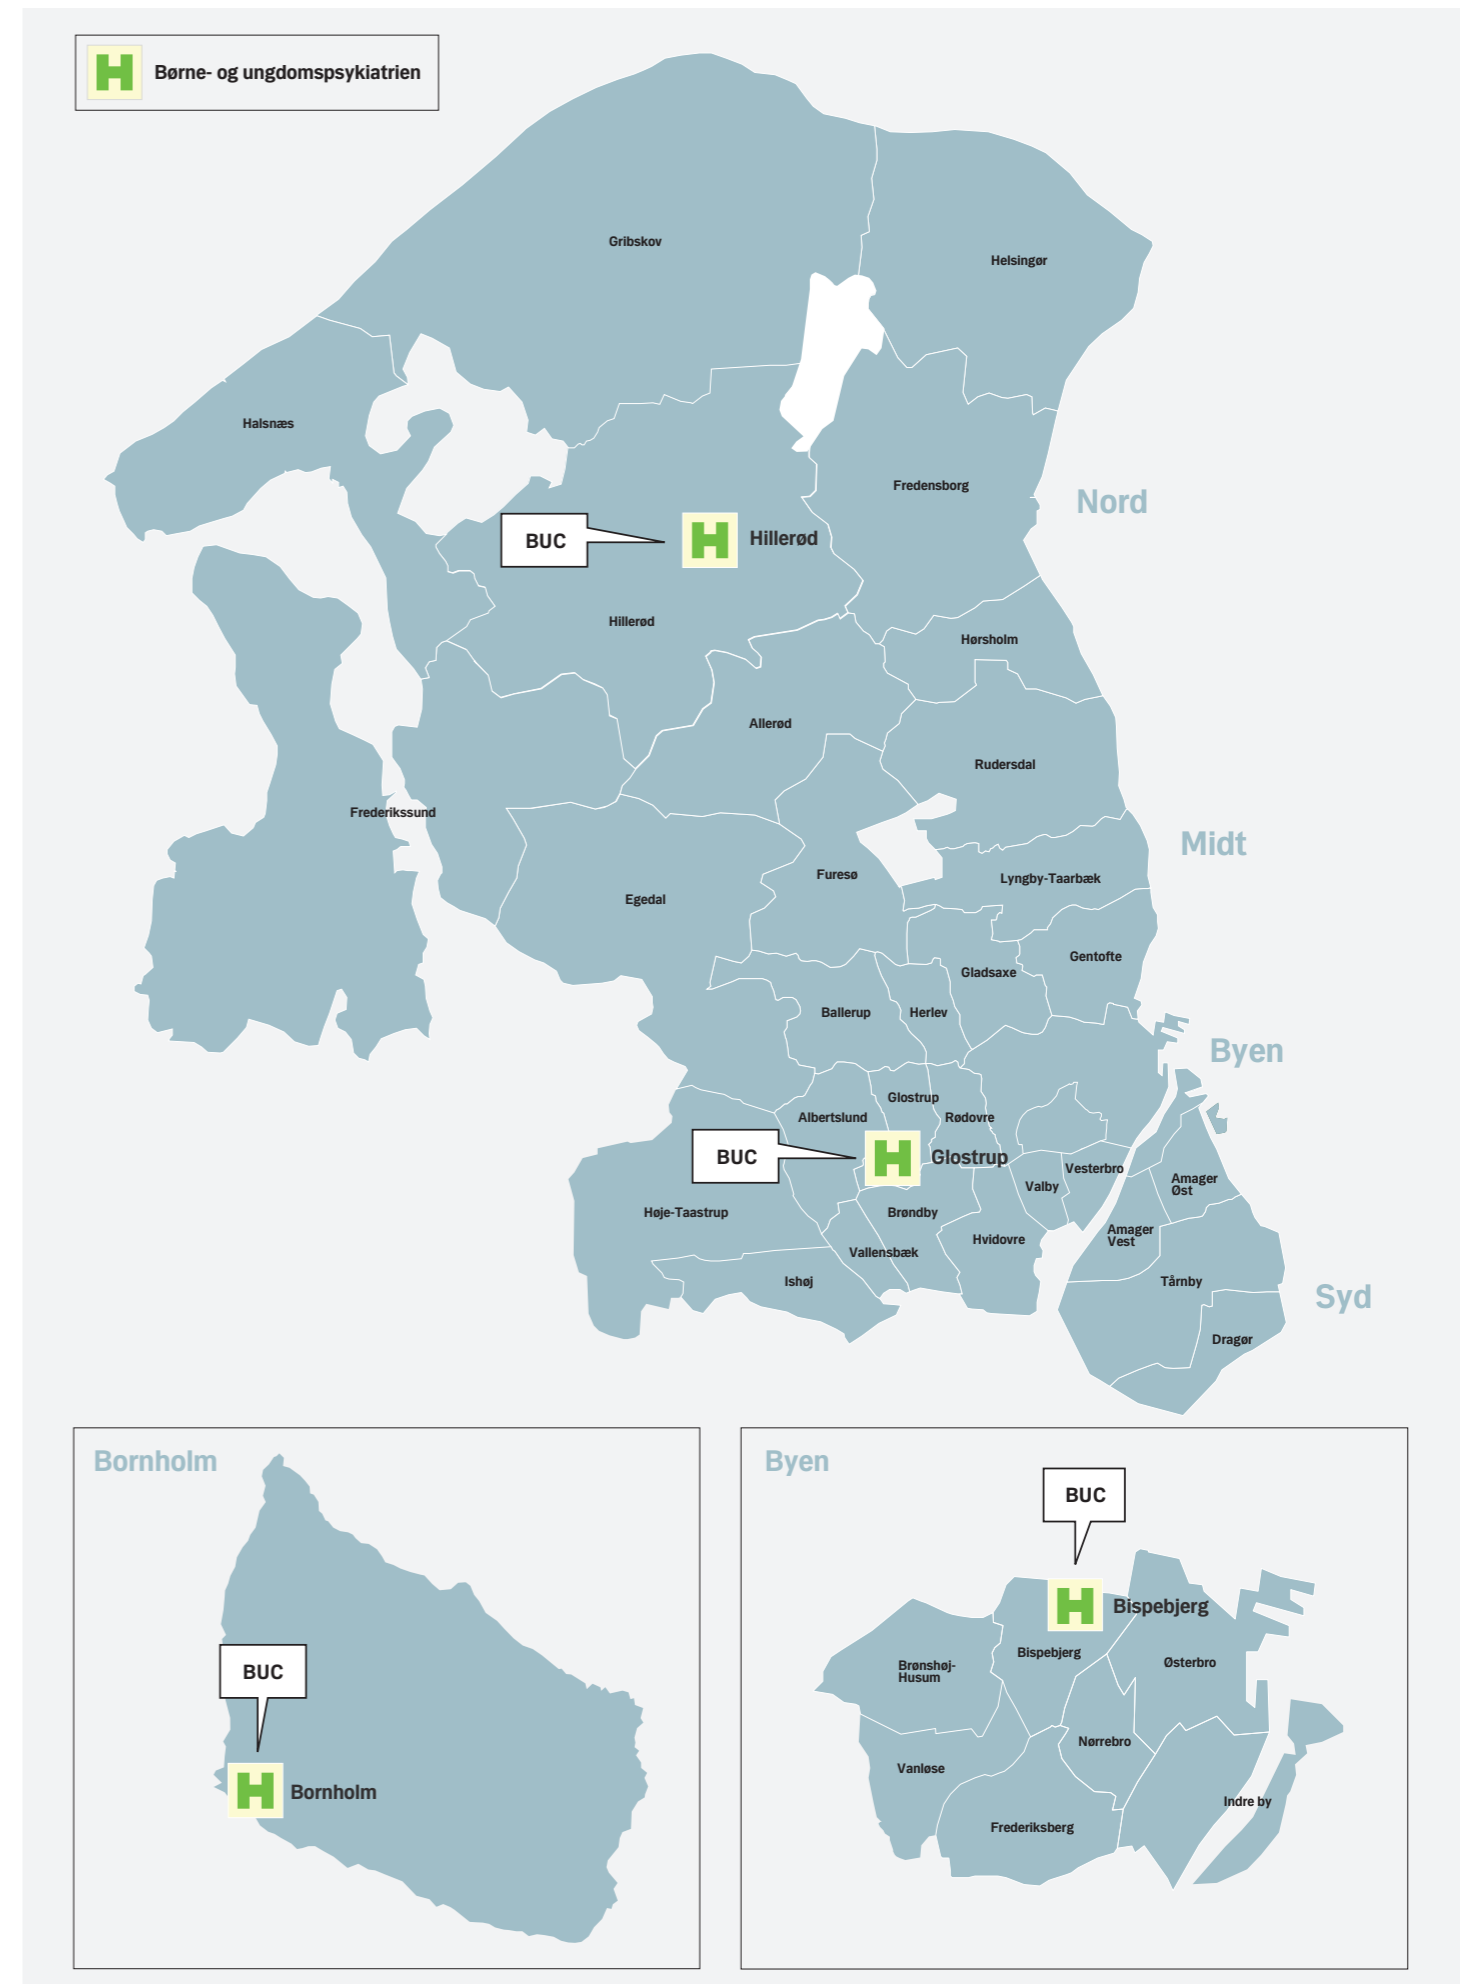 H Børne- og ungdomspsykiatrien
Gribskov
Helsingør
Halsnæs
Fredensborg
Nord
BUC
H Hillerød
Hillerød
Hørsholm
Allerød
Rudersdal
Frederikssund
Midt
Furesø
Lyngby-Taarbæk
Egedal
Gentofte
Gladsaxe
Ballerup
Herlev
Byen
Glostrup
Albertslund
Rødovre
BUC
H Glostrup
Vesterbro
Valby
Amager
Øst
Høje-Taastrup
Brøndby
Amager
Vest
Hvidovre
Vallensbæk
Ishøj
Tårnby
Syd
Dragør
Bornholm
BUC
H Bornholm
Byen
BUC
H Bispebjerg
Bispebjerg
Østerbro
Brønshøj-
Husum
Nørrebro
Vanløse
Indre by
Frederiksberg